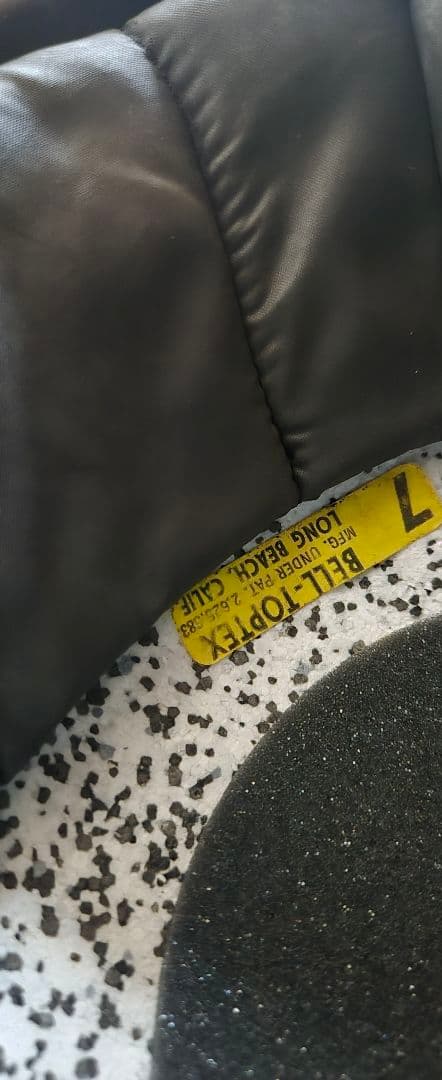 7
BELL-TOPTEX
MFG. UNDER PAT. 2,625,683
LONG BEACH, CALIF.